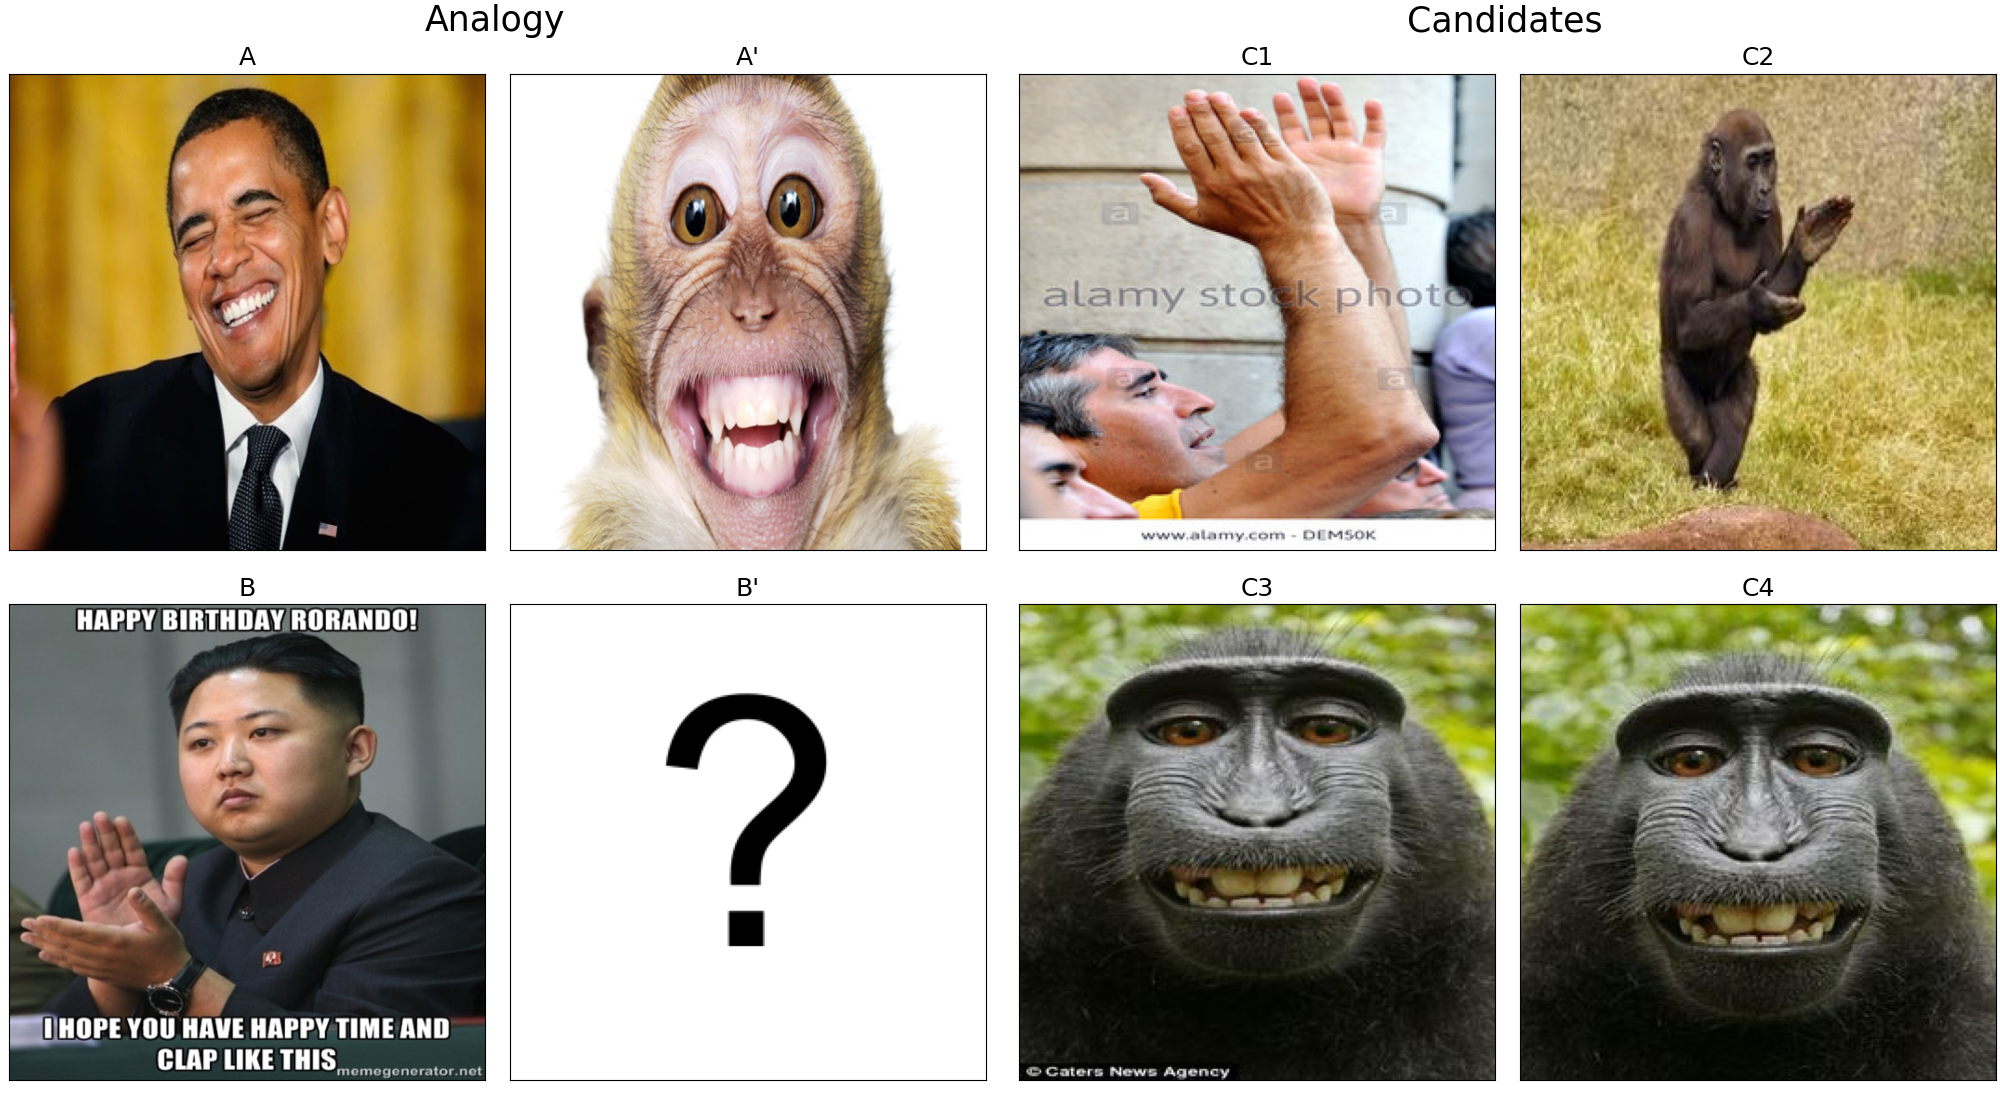 Analogy
Candidates
A
A'
C1
C2
a
a
alamy stock photo
a
a
a
www.alamy.com - DEM50K
B
B'
C3
C4
HAPPY BIRTHDAY RORANDO!
I HOPE YOU HAVE HAPPY TIME AND
CLAP LIKE THIS
memegenerator.net
?
© Caters News Agency